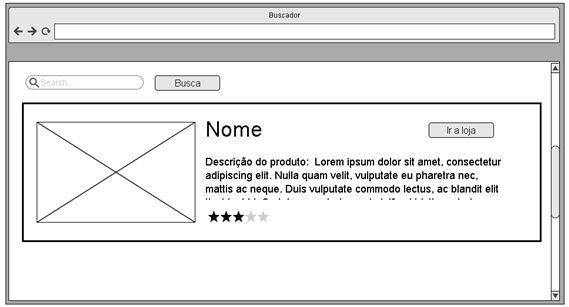 Buscador
Search...
Busca
Nome
Ir a loja
Descrição do produto: Lorem ipsum dolor sit amet, consectetur
adipiscing elit. Nulla quam velit, vulputate eu pharetra nec,
mattis ac neque. Duis vulputate commodo lectus, ac blandit elit